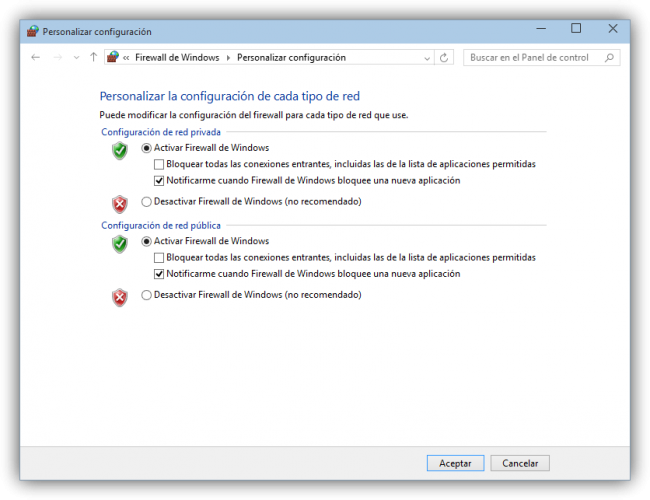 Personalizar configuración
« Firewall de Windows Personalizar configuración
Buscar en el Panel de control
Personalizar la configuración de cada tipo de red
Puede modificar la configuración del firewall para cada tipo de red que use.
Configuración de red privada
Activar Firewall de Windows
Bloquear todas las conexiones entrantes, incluidas las de la lista de aplicaciones permitidas
Notificarme cuando Firewall de Windows bloquee una nueva aplicación
Desactivar Firewall de Windows (no recomendado)
Configuración de red pública
Activar Firewall de Windows
Bloquear todas las conexiones entrantes, incluidas las de la lista de aplicaciones permitidas
Notificarme cuando Firewall de Windows bloquee una nueva aplicación
Desactivar Firewall de Windows (no recomendado)
Aceptar Cancelar